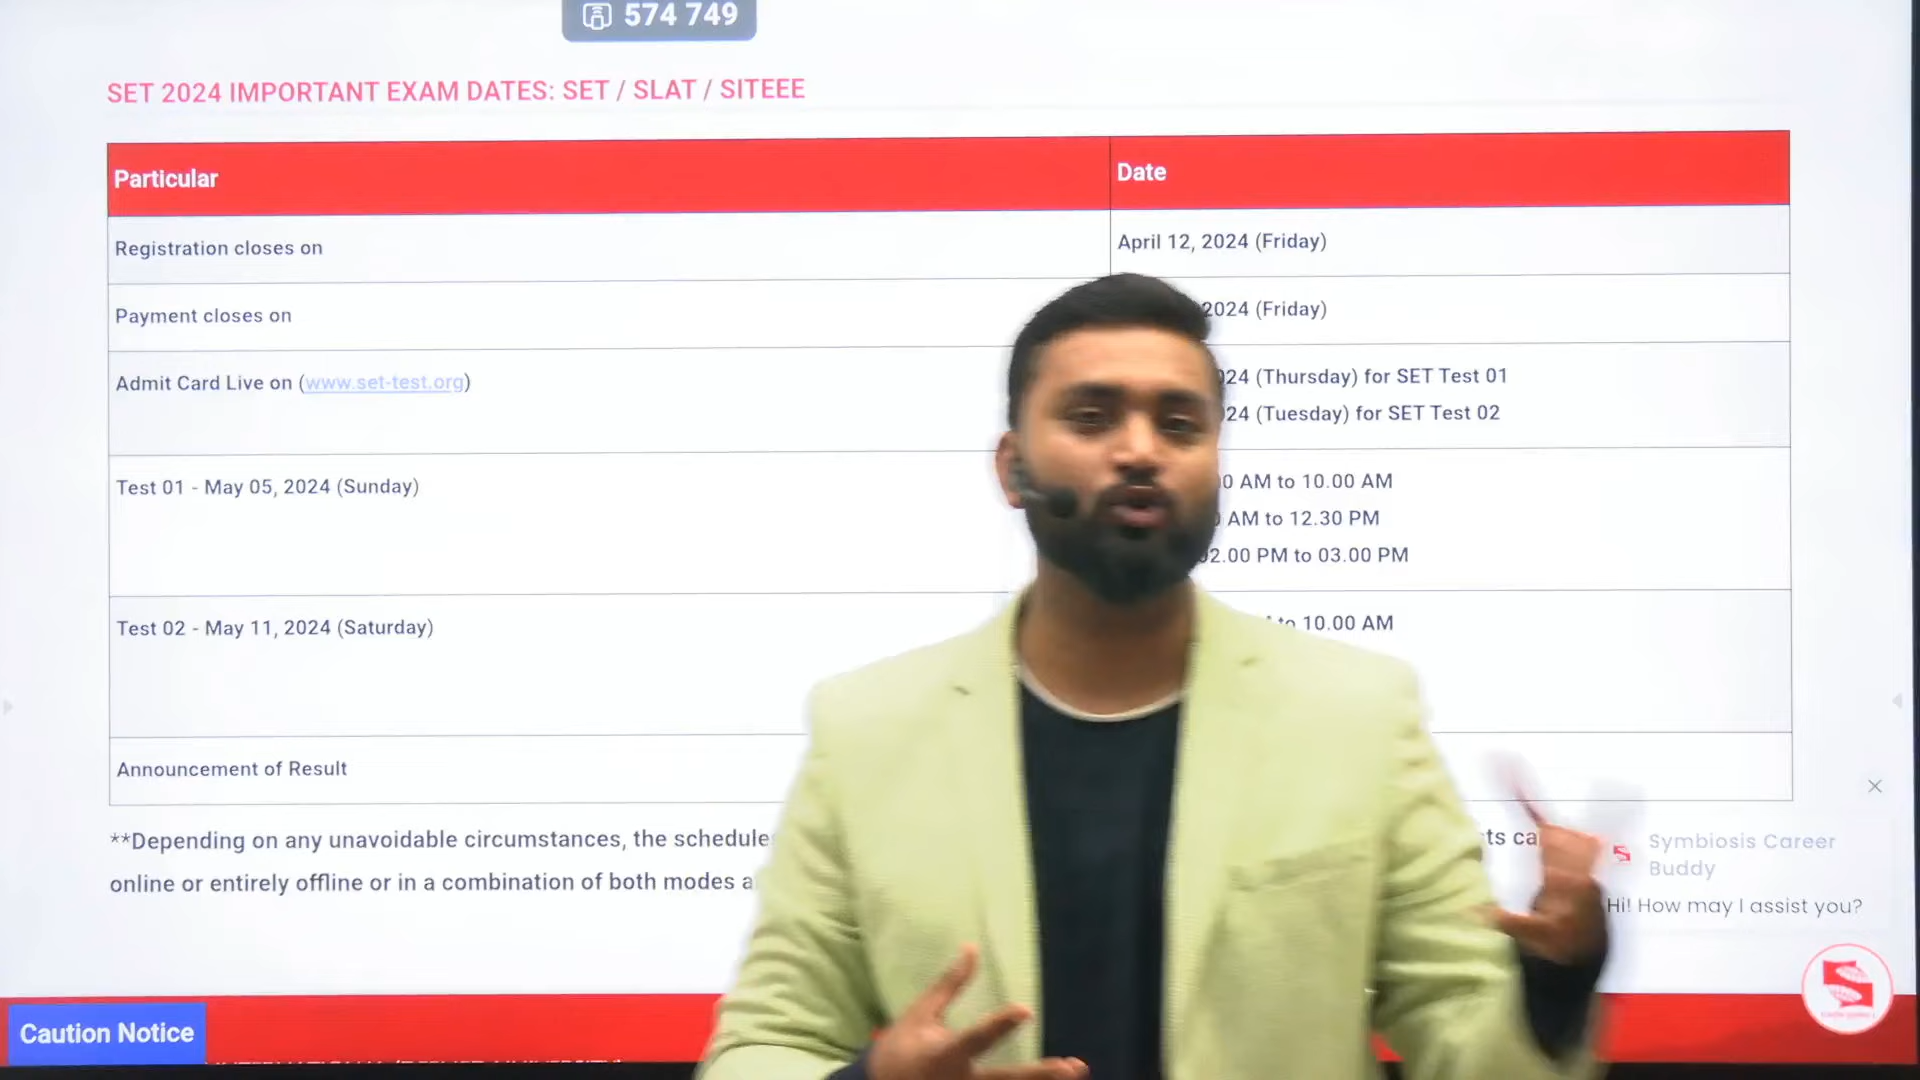 574 749
SET 2024 IMPORTANT EXAM DATES: SET / SLAT / SITEEE
Particular Date
Registration closes on April 12, 2024 (Friday)
Payment closes on 2024 (Friday)
Admit Card Live on (www.set-test.org) 24 (Thursday) for SET Test 01
24 (Tuesday) for SET Test 02
Test 01 - May 05, 2024 (Sunday) 0 AM to 10.00 AM
AM to 12.30 PM
02.00 PM to 03.00 PM
Test 02 - May 11, 2024 (Saturday) to 10.00 AM
Announcement of Result
**Depending on any unavoidable circumstances, the schedule
online or entirely offline or in a combination of both modes
Symbiosis Career
Buddy
Hi! How may I assist you?
Caution Notice